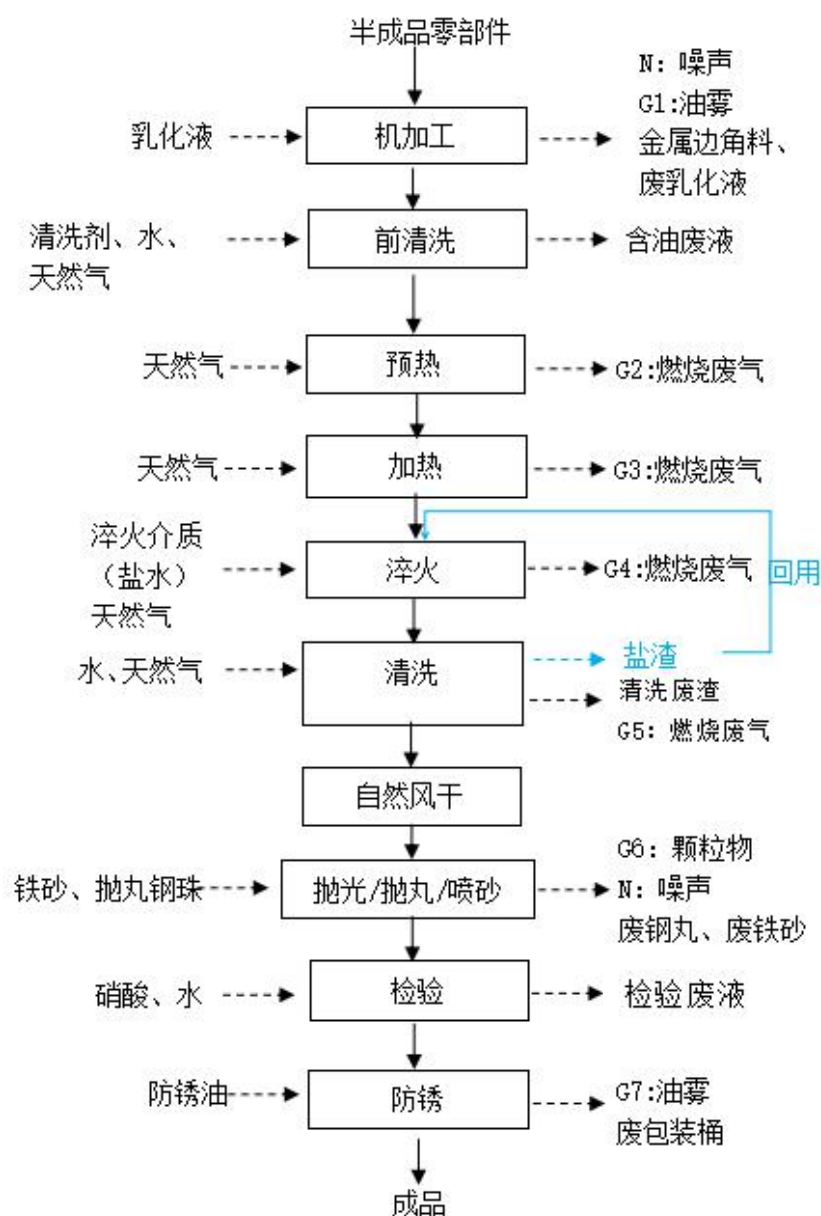 半成品零部件
N: 噪声
G1:油雾
金属边角料、
废乳化液
乳化液
机加工
清洗剂、水、
天然气
前清洗
含油废液
天然气
预热
G2:燃烧废气
天然气
加热
G3:燃烧废气
淬火介质
（盐水）
天然气
淬火
G4:燃烧废气
回用
水、天然气
清洗
盐渣
清洗废渣
G5: 燃烧废气
自然风干
铁砂、抛丸钢珠
抛光/抛丸/喷砂
G6: 颗粒物
N: 噪声
废钢丸、废铁砂
硝酸、水
检验
检验废液
防锈油
防锈
G7:油雾
废包装桶
成品